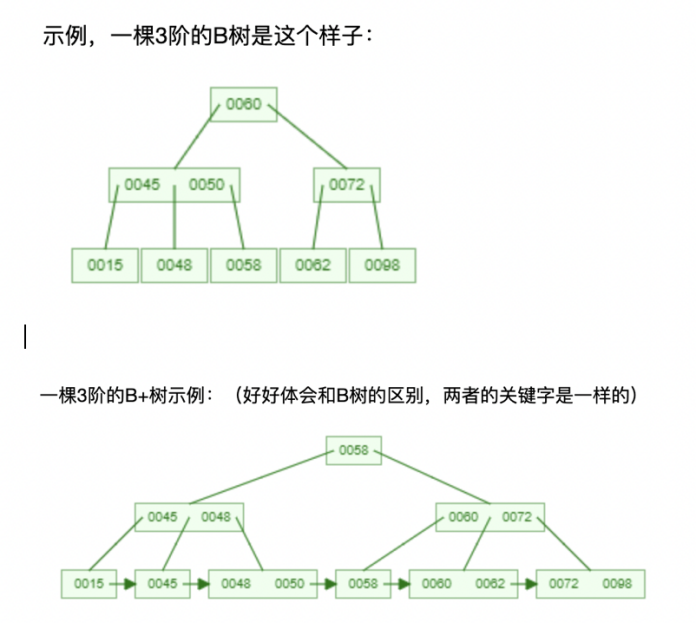 示例，一棵3阶的B树是这个样子：
0060
0045 0050 0072
0015 0048 0058 0062 0098
一棵3阶的B+树示例：（好好体会和B树的区别，两者的关键字是一样的）
0058
0045 0048 0060 0072
0015 0045 0048 0050 0058 0060 0062 0072 0098